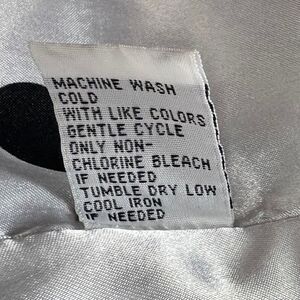 MACHINE WASH
COLD
WITH LIKE COLORS
GENTLE CYCLE
ONLY NON-
CHLORINE BLEACH
IF NEEDED
TUMBLE DRY LOW
COOL IRON
IF NEEDED